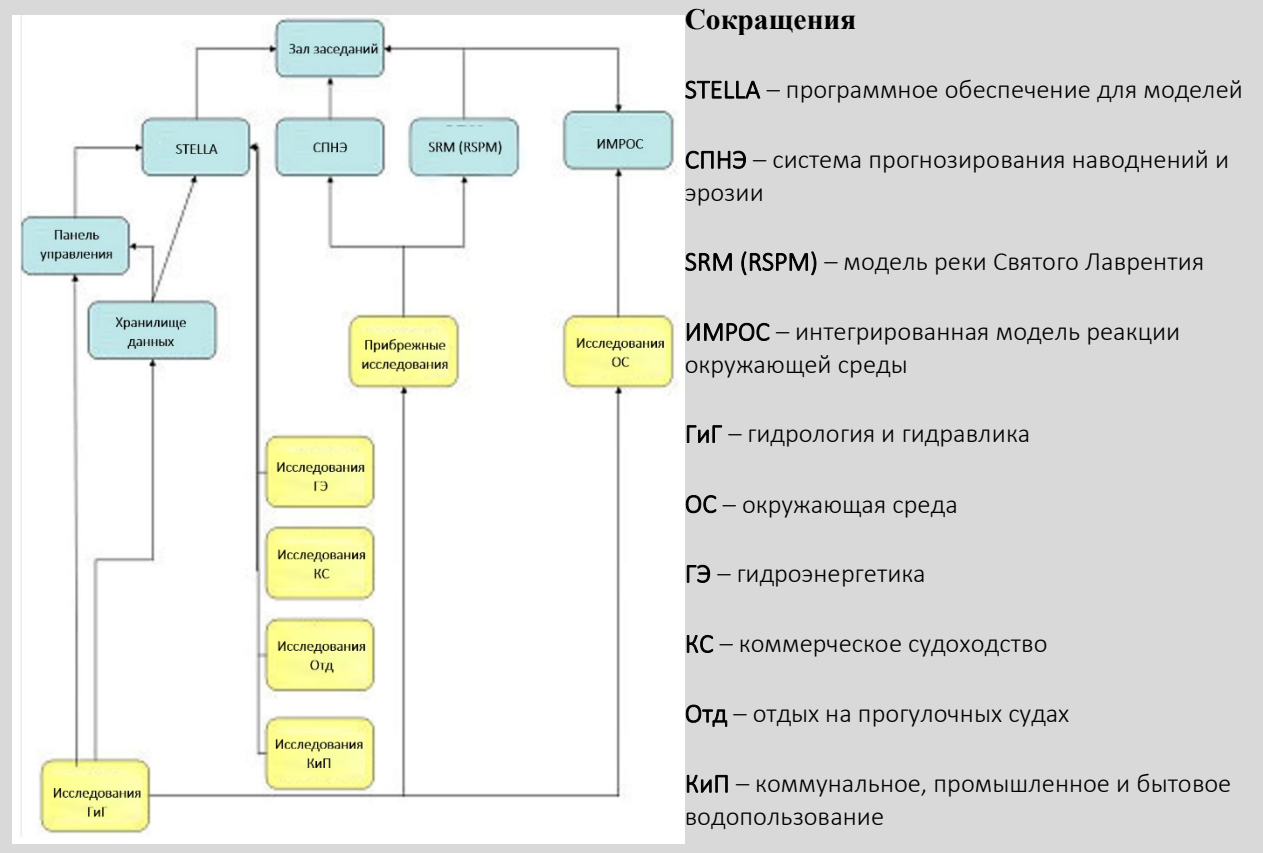 Зал заседаний
STELLA
СПНЭ
SRM (RSPM)
ИМРОС
Панель
управления
Хранилище
данных
Прибрежные
исследования
Исследования
ОС
Исследования
ГЭ
Исследования
КС
Исследования
Отд
Исследования
КиП
Исследования
ГиГ
Сокращения
STELLA – программное обеспечение для моделей
СПНЭ – система прогнозирования наводнений и
эрозии
SRM (RSPM) – модель реки Святого Лаврентия
ИМРОС – интегрированная модель реакции
окружающей среды
ГиГ – гидрология и гидравлика
ОС – окружающая среда
ГЭ – гидроэнергетика
КС – коммерческое судоходство
Отд – отдых на прогулочных судах
КиП – коммунальное, промышленное и бытовое
водопользование